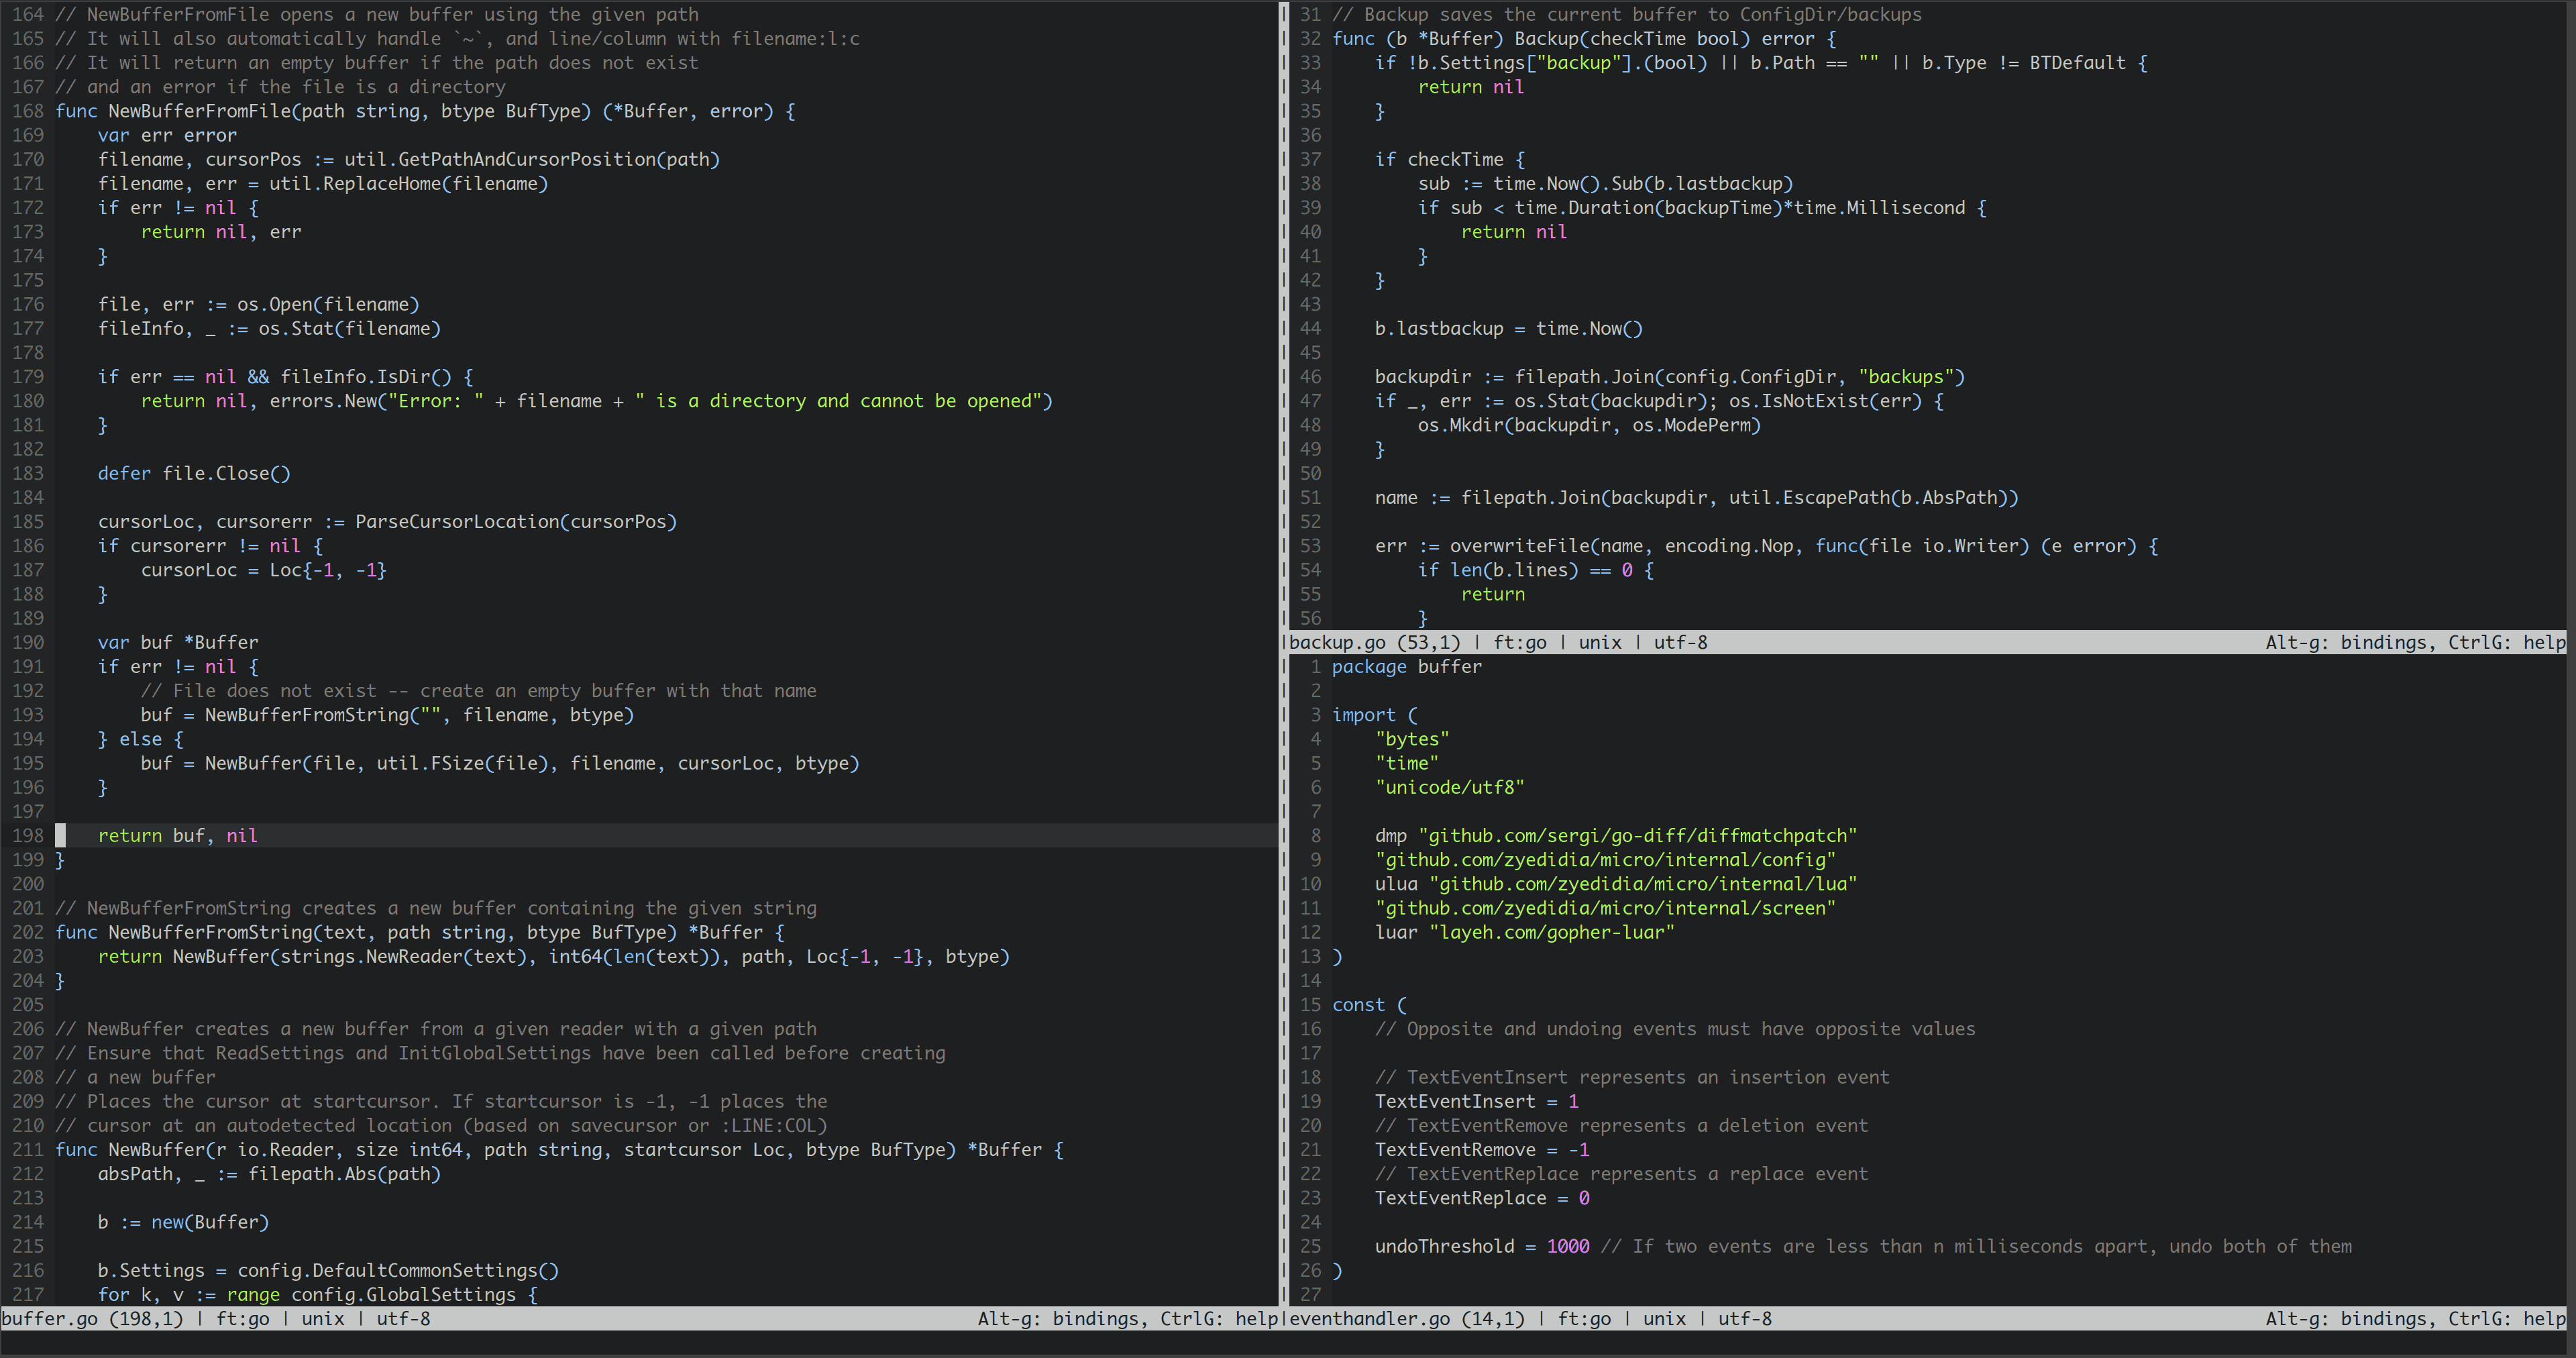 164 // NewBufferFromFile opens a new buffer using the given path
165 // It will also automatically handle `~`, and line/column with filename:l:c
166 // It will return an empty buffer if the path does not exist
167 // and an error if the file is a directory
168 func NewBufferFromFile(path string, btype BufType) (*Buffer, error) {
169     var err error
170     filename, cursorPos := util.GetPathAndCursorPosition(path)
171     filename, err = util.ReplaceHome(filename)
172     if err != nil {
173         return nil, err
174     }
175
176     file, err := os.Open(filename)
177     fileInfo, _ := os.Stat(filename)
178
179     if err == nil && fileInfo.IsDir() {
180         return nil, errors.New("Error: " + filename + " is a directory and cannot be opened")
181     }
182
183     defer file.Close()
184
185     cursorLoc, cursorerr := ParseCursorLocation(cursorPos)
186     if cursorerr != nil {
187         cursorLoc = Loc{-1, -1}
188     }
189
190     var buf *Buffer
191     if err != nil {
192         // File does not exist -- create an empty buffer with that name
193         buf = NewBufferFromString("", filename, btype)
194     } else {
195         buf = NewBuffer(file, util.FSize(file), filename, cursorLoc, btype)
196     }
197
198     return buf, nil
199 }
200
201 // NewBufferFromString creates a new buffer containing the given string
202 func NewBufferFromString(text, path string, btype BufType) *Buffer {
203     return NewBuffer(strings.NewReader(text), int64(len(text)), path, Loc{-1, -1}, btype)
204 }
205
206 // NewBuffer creates a new buffer from a given reader with a given path
207 // Ensure that ReadSettings and InitGlobalSettings have been called before creating
208 // a new buffer
209 // Places the cursor at startcursor. If startcursor is -1, -1 places the
210 // cursor at an autodetected location (based on savecursor or :LINE:COL)
211 func NewBuffer(r io.Reader, size int64, path string, startcursor Loc, btype BufType) *Buffer {
212     absPath, _ := filepath.Abs(path)
213
214     b := new(Buffer)
215
216     b.Settings = config.DefaultCommonSettings()
217     for k, v := range config.GlobalSettings {
buffer.go (198,1) | ft:go | unix | utf-8 Alt-g: bindings, CtrlG: help
31 // Backup saves the current buffer to ConfigDir/backups
32 func (b *Buffer) Backup(checkTime bool) error {
33     if !b.Settings["backup"].(bool) || b.Path == "" || b.Type != BTDefault {
34         return nil
35     }
36
37     if checkTime {
38         sub := time.Now().Sub(b.lastbackup)
39         if sub < time.Duration(backupTime)*time.Millisecond {
40             return nil
41         }
42     }
43
44     b.lastbackup = time.Now()
45
46     backupdir := filepath.Join(config.ConfigDir, "backups")
47     if _, err := os.Stat(backupdir); os.IsNotExist(err) {
48         os.Mkdir(backupdir, os.ModePerm)
49     }
50
51     name := filepath.Join(backupdir, util.EscapePath(b.AbsPath))
52
53     err := overwriteFile(name, encoding.Nop, func(file io.Writer) (e error) {
54         if len(b.lines) == 0 {
55             return
56         }
backup.go (53,1) | ft:go | unix | utf-8 Alt-g: bindings, CtrlG: help
1 package buffer
2
3 import (
4     "bytes"
5     "time"
6     "unicode/utf8"
7
8     dmp "github.com/sergi/go-diff/diffmatchpatch"
9     "github.com/zyedidia/micro/internal/config"
10     ulua "github.com/zyedidia/micro/internal/lua"
11     "github.com/zyedidia/micro/internal/screen"
12     luar "layeh.com/gopher-luar"
13 )
14
15 const (
16     // Opposite and undoing events must have opposite values
17
18     // TextEventInsert represents an insertion event
19     TextEventInsert = 1
20     // TextEventRemove represents a deletion event
21     TextEventRemove = -1
22     // TextEventReplace represents a replace event
23     TextEventReplace = 0
24
25     undoThreshold = 1000 // If two events are less than n milliseconds apart, undo both of them
26 )
27
eventhandler.go (14,1) | ft:go | unix | utf-8 Alt-g: bindings, CtrlG: help